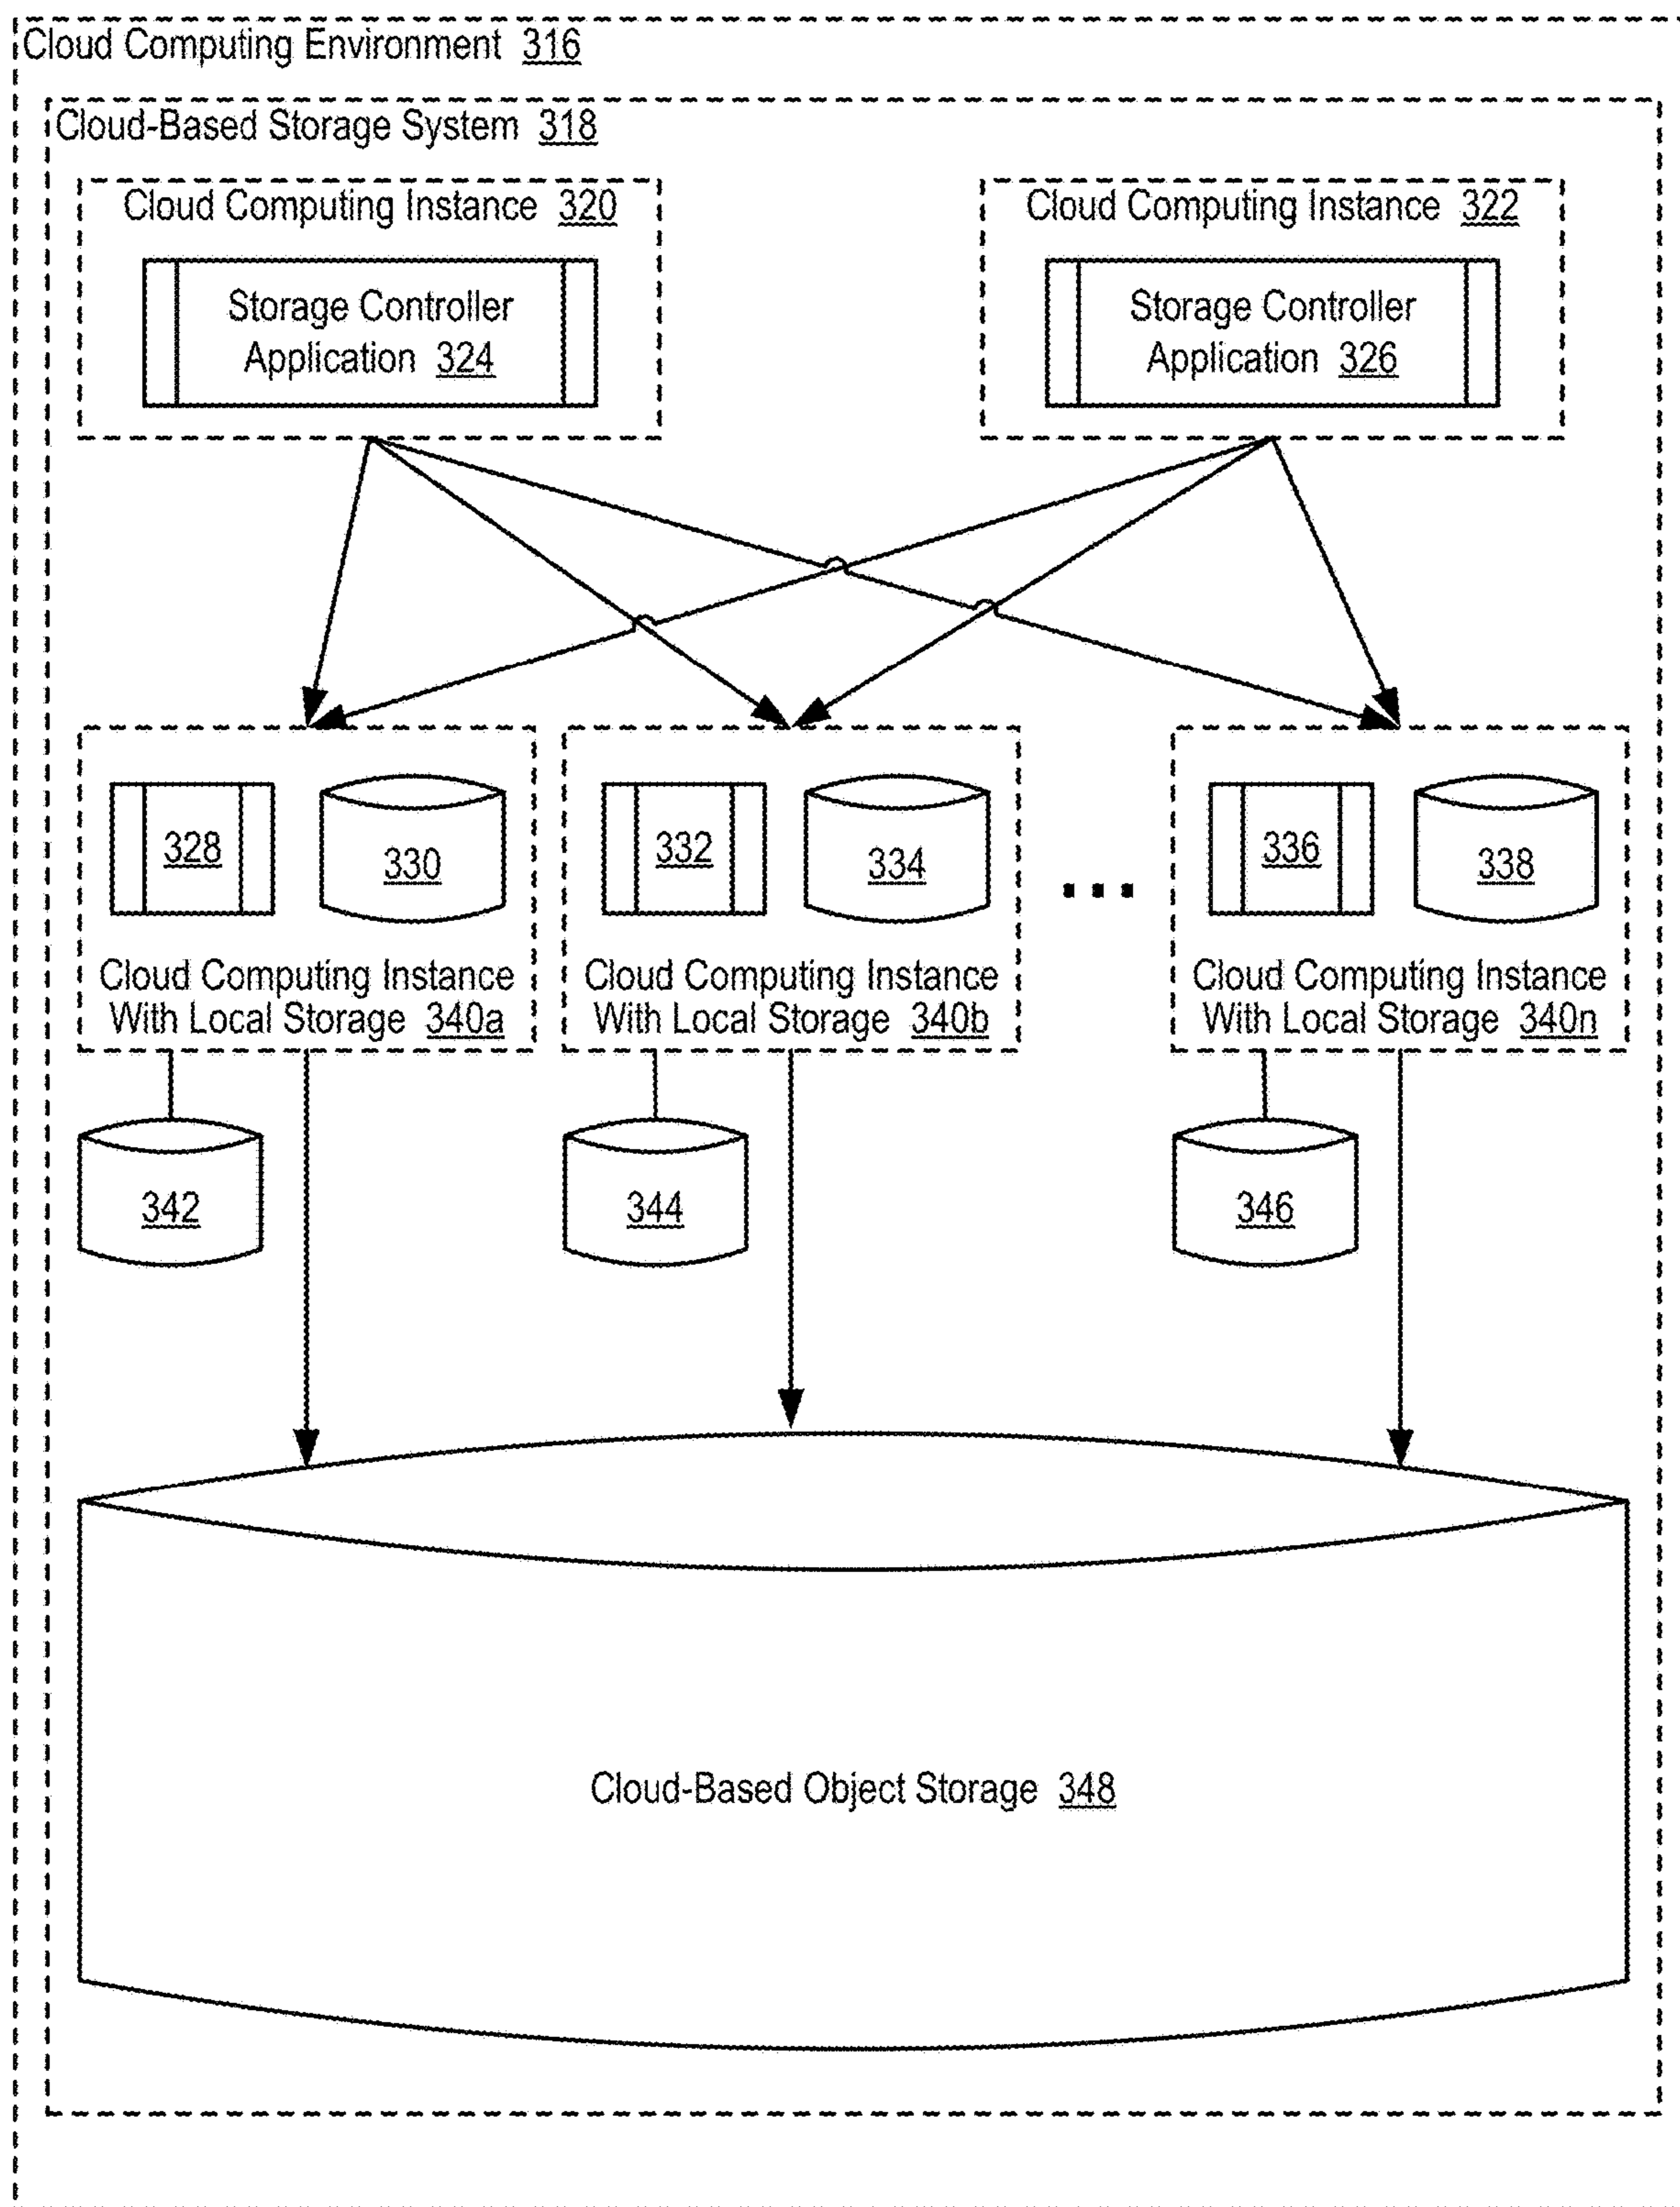 Cloud Computing Environment 316
Cloud-Based Storage System 318
Cloud Computing Instance 320
Storage Controller
Application 324
Cloud Computing Instance 322
Storage Controller
Application 326
328
330
Cloud Computing Instance
With Local Storage 340a
332
334
Cloud Computing Instance
With Local Storage 340b
...
336
338
Cloud Computing Instance
With Local Storage 340n
342
344
346
Cloud-Based Object Storage 348